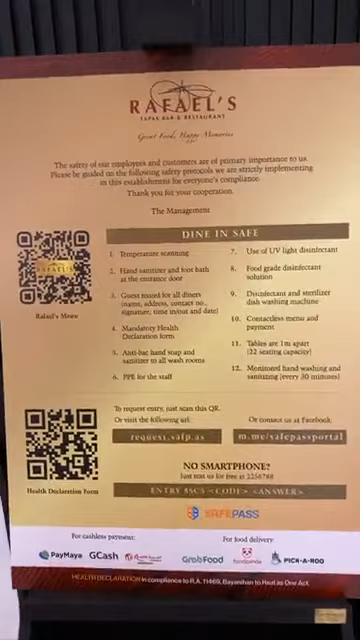 RAFAEL'S
TAPAS BAR & RESTAURANT
Great Food, Happy Memories
The safety of our employees and customers are of primary importance to us.
Please be guided on the following safety protocols we are strictly implementing
in this establishment for everyone's compliance.
Thank you for your cooperation.
The Management
DINE IN SAFE
1. Temperature scanning
2. Hand sanitizer and foot bath
at the entrance door
3. Guest record for all diners
(name, address, contact no.,
signature, time in/out and date)
4. Mandatory Health
Declaration form
5. Anti-bac hand soap and
sanitizer to all wash rooms
6. PPE for the staff
7. Use of UV light disinfectant
8. Food grade disinfectant
solution
9. Disinfectant and sterilizer
dish washing machine
10. Contactless menu and
payment
11. Tables are 1m apart
(22 seating capacity)
12. Monitored hand washing and
sanitizing (every 30 minutes)
RAFAEL'S
Rafael's Menu
Health Declaration Form
To request entry, just scan this QR.
Or visit the following url:
request.safp.as
Or contact us at Facebook:
m.me/safepassportal
NO SMARTPHONE?
Just text us for free at 2256788
ENTRY SSCS <CODE> <ANSWER>
SAFEPASS
For cashless payment:
PayMaya
GCash
For food delivery:
GrabFood
foodpanda
PICK-A-ROO
HEALTH DECLARATION in compliance to R.A. 11469, Bayanihan to Heal as One Act